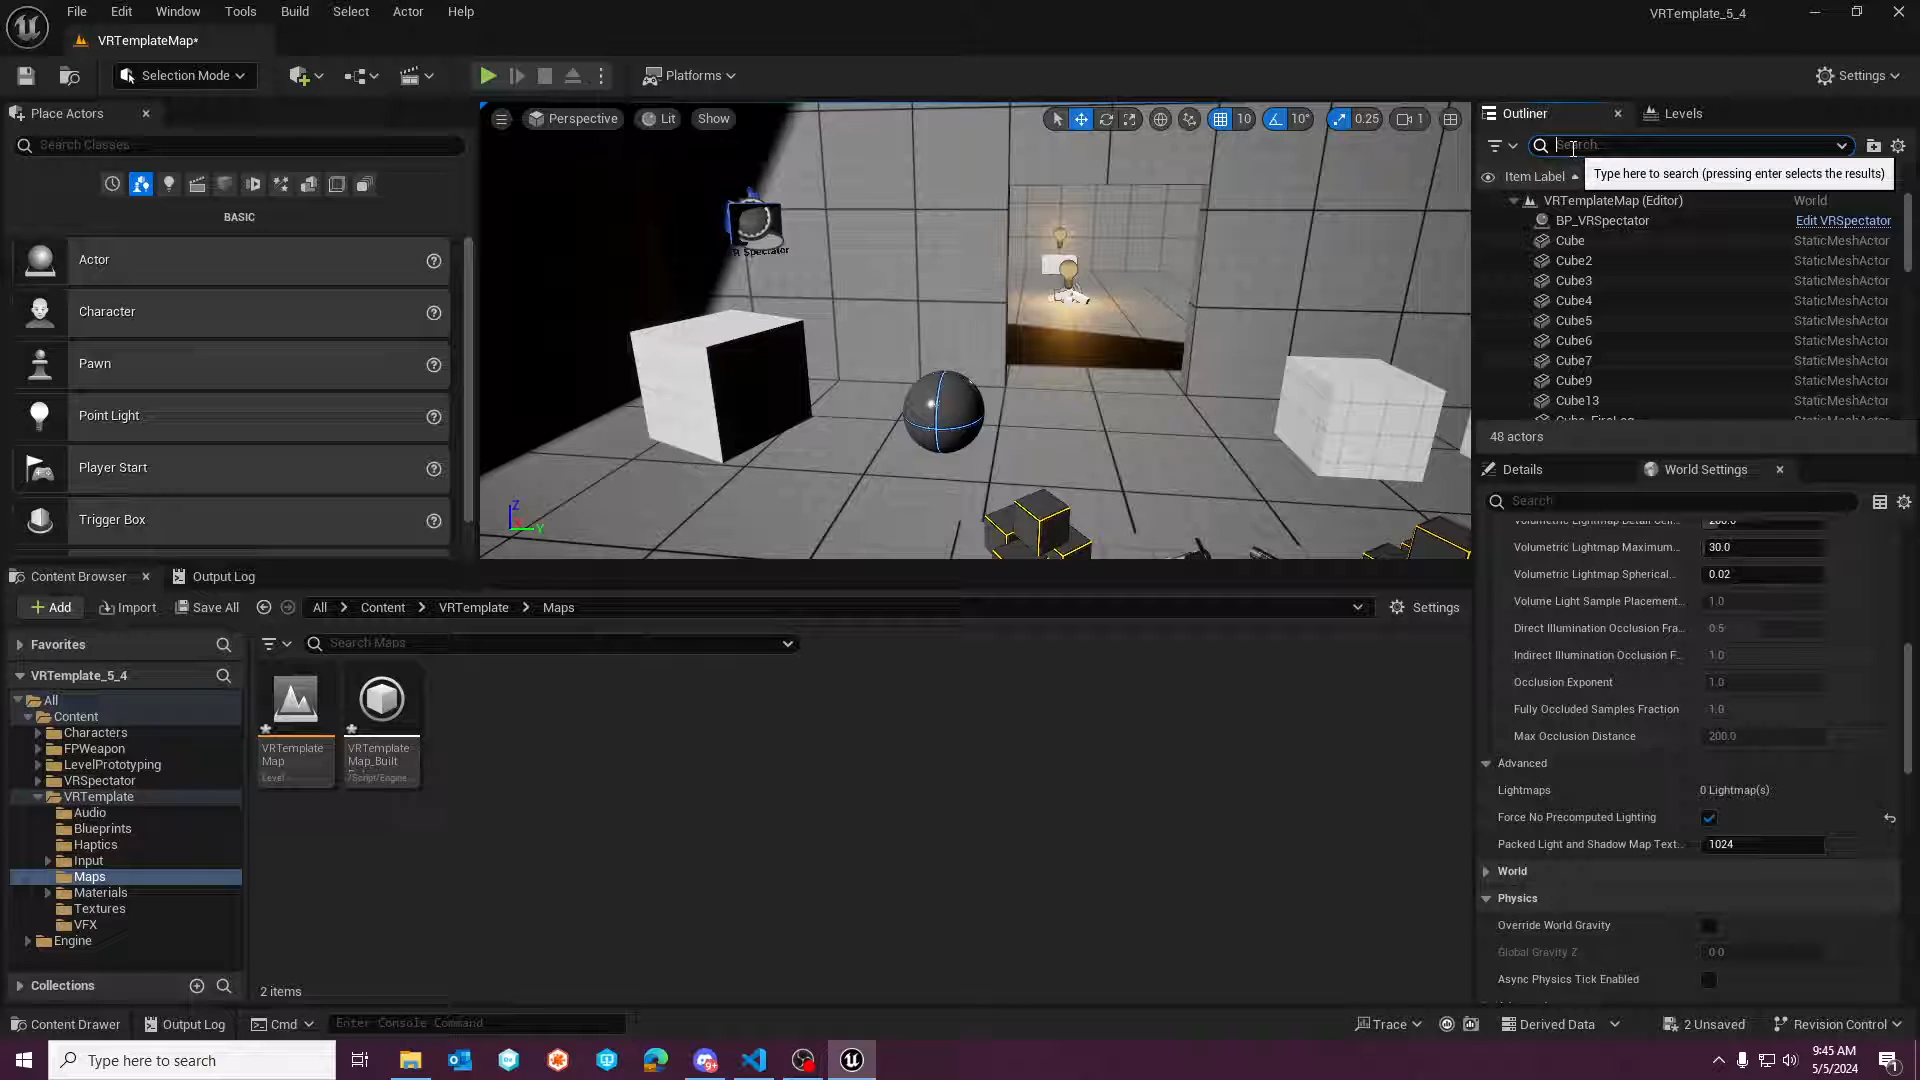 File Edit Window Tools Build Select Actor Help
VRTemplate_5_4
VRTemplateMap*
Selection Mode
Platforms
Settings
Place Actors
Search Classes
BASIC
Actor
Character
Pawn
Point Light
Player Start
Trigger Box
Perspective Lit Show
10 10° 0.25 1
Spectator
Z
Y
Outliner Levels
Search...
Type here to search (pressing enter selects the results)
Item Label
VRTemplateMap (Editor) World
BP_VRSpectator Edit VRSpectator
Cube StaticMeshActor
Cube2 StaticMeshActor
Cube3 StaticMeshActor
Cube4 StaticMeshActor
Cube5 StaticMeshActor
Cube6 StaticMeshActor
Cube7 StaticMeshActor
Cube9 StaticMeshActor
Cube13 StaticMeshActor
48 actors
Details World Settings
Search
Volumetric Lightmap Detail Cell... 200.0
Volumetric Lightmap Maximum... 30.0
Volumetric Lightmap Spherical... 0.02
Volume Light Sample Placement... 1.0
Direct Illumination Occlusion Fra... 0.5
Indirect Illumination Occlusion F... 1.0
Occlusion Exponent 1.0
Fully Occluded Samples Fraction 1.0
Max Occlusion Distance 200.0
Advanced
Lightmaps 0 Lightmap(s)
Force No Precomputed Lighting
Packed Light and Shadow Map Text... 1024
World
Physics
Override World Gravity
Global Gravity Z 0.0
Async Physics Tick Enabled
Content Browser Output Log
Add Import Save All All Content VRTemplate Maps Settings
Favorites
Search Maps
VRTemplate_5_4
All
Content
Characters
FPWeapon
LevelPrototyping
VRSpectator
VRTemplate
Audio
Blueprints
Haptics
Input
Maps
Materials
Textures
VFX
Engine
Collections
VRTemplate
Map
Level
VRTemplate
Map_Built
/Script/Engine
2 items
Content Drawer Output Log Cmd Enter Console Command Trace Derived Data 2 Unsaved Revision Control
Type here to search
9+
9:45 AM
5/5/2024
1